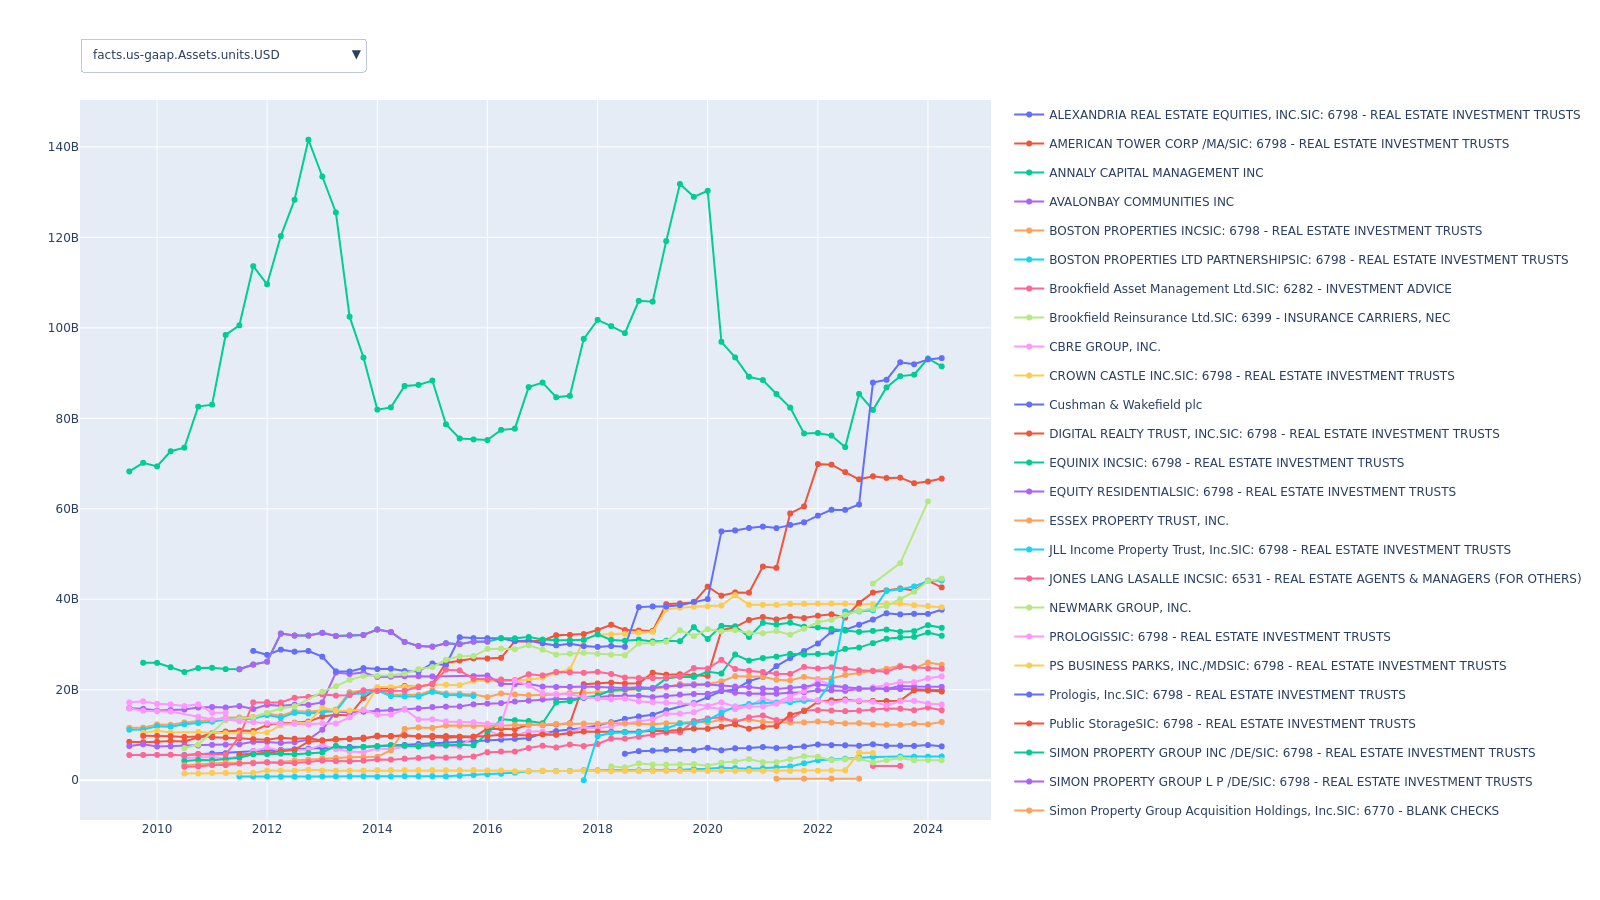 facts.us-gaap.Assets.units.USD ▼
140B
120B
100B
80B
60B
40B
20B
0
2010 2012 2014 2016 2018 2020 2022 2024
ALEXANDRIA REAL ESTATE EQUITIES, INC.SIC: 6798 - REAL ESTATE INVESTMENT TRUSTS
AMERICAN TOWER CORP /MA/SIC: 6798 - REAL ESTATE INVESTMENT TRUSTS
ANNALY CAPITAL MANAGEMENT INC
AVALONBAY COMMUNITIES INC
BOSTON PROPERTIES INCSIC: 6798 - REAL ESTATE INVESTMENT TRUSTS
BOSTON PROPERTIES LTD PARTNERSHIPSIC: 6798 - REAL ESTATE INVESTMENT TRUSTS
Brookfield Asset Management Ltd.SIC: 6282 - INVESTMENT ADVICE
Brookfield Reinsurance Ltd.SIC: 6399 - INSURANCE CARRIERS, NEC
CBRE GROUP, INC.
CROWN CASTLE INC.SIC: 6798 - REAL ESTATE INVESTMENT TRUSTS
Cushman & Wakefield plc
DIGITAL REALTY TRUST, INC.SIC: 6798 - REAL ESTATE INVESTMENT TRUSTS
EQUINIX INCSIC: 6798 - REAL ESTATE INVESTMENT TRUSTS
EQUITY RESIDENTIALSIC: 6798 - REAL ESTATE INVESTMENT TRUSTS
ESSEX PROPERTY TRUST, INC.
JLL Income Property Trust, Inc.SIC: 6798 - REAL ESTATE INVESTMENT TRUSTS
JONES LANG LASALLE INCSIC: 6531 - REAL ESTATE AGENTS & MANAGERS (FOR OTHERS)
NEWMARK GROUP, INC.
PROLOGISSIC: 6798 - REAL ESTATE INVESTMENT TRUSTS
PS BUSINESS PARKS, INC./MDSIC: 6798 - REAL ESTATE INVESTMENT TRUSTS
Prologis, Inc.SIC: 6798 - REAL ESTATE INVESTMENT TRUSTS
Public StorageSIC: 6798 - REAL ESTATE INVESTMENT TRUSTS
SIMON PROPERTY GROUP INC /DE/SIC: 6798 - REAL ESTATE INVESTMENT TRUSTS
SIMON PROPERTY GROUP L P /DE/SIC: 6798 - REAL ESTATE INVESTMENT TRUSTS
Simon Property Group Acquisition Holdings, Inc.SIC: 6770 - BLANK CHECKS